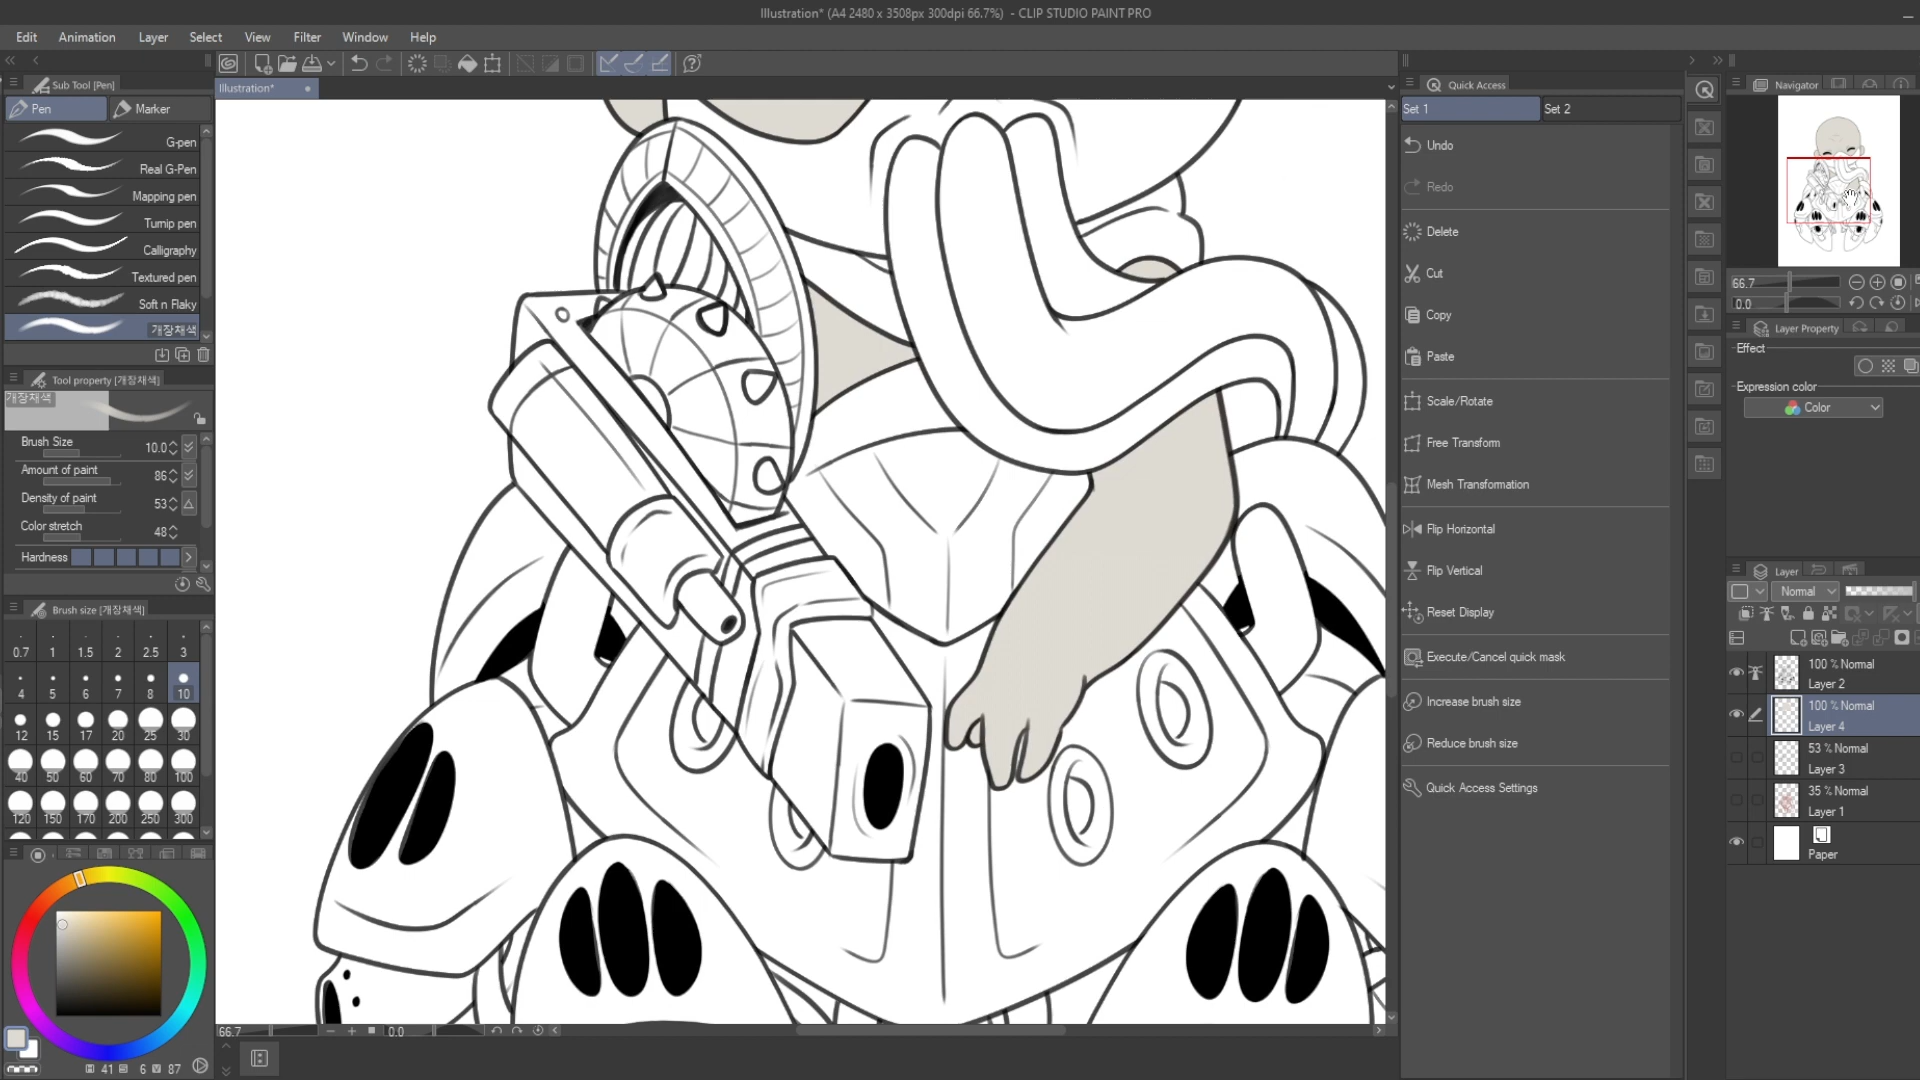 Illustration* (A4 2480 x 3508px 300dpi 66.7%) - CLIP STUDIO PAINT PRO
Edit Animation Layer Select View Filter Window Help
Sub Tool [Pen]
Pen Marker
G-pen
Real G-Pen
Mapping pen
Turnip pen
Calligraphy
Textured pen
Soft n Flaky
개장채색
Tool property [개장채색]
개장채색
Brush Size 10.0
Amount of paint 86
Density of paint 53
Color stretch 48
Hardness
Brush size [개장채색]
0.7 1 1.5 2 2.5 3
4 5 6 7 8 10
12 15 17 20 25 30
40 50 60 70 80 100
120 150 170 200 250 300
41 6 87
Illustration*
66.7 0.0
Quick Access
Set 1 Set 2
Undo
Redo
Delete
Cut
Copy
Paste
Scale/Rotate
Free Transform
Mesh Transformation
Flip Horizontal
Flip Vertical
Reset Display
Execute/Cancel quick mask
Increase brush size
Reduce brush size
Quick Access Settings
Navigator
66.7
0.0
Layer Property
Effect
Expression color
Color
Layer
Normal
100 % Normal
Layer 2
100 % Normal
Layer 4
53 % Normal
Layer 3
35 % Normal
Layer 1
Paper